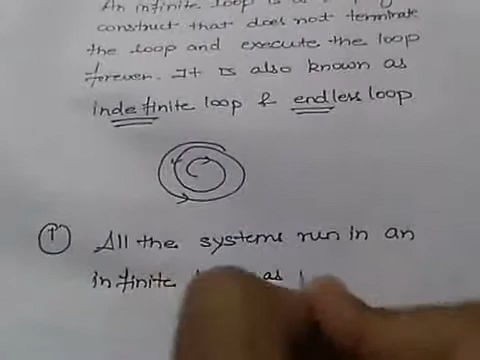 An infinite loop is a
construct that does not terminate
the loop and execute the loop
forever. It is also known as
indefinite loop & endless loop
① All the systems run in an
infinite as